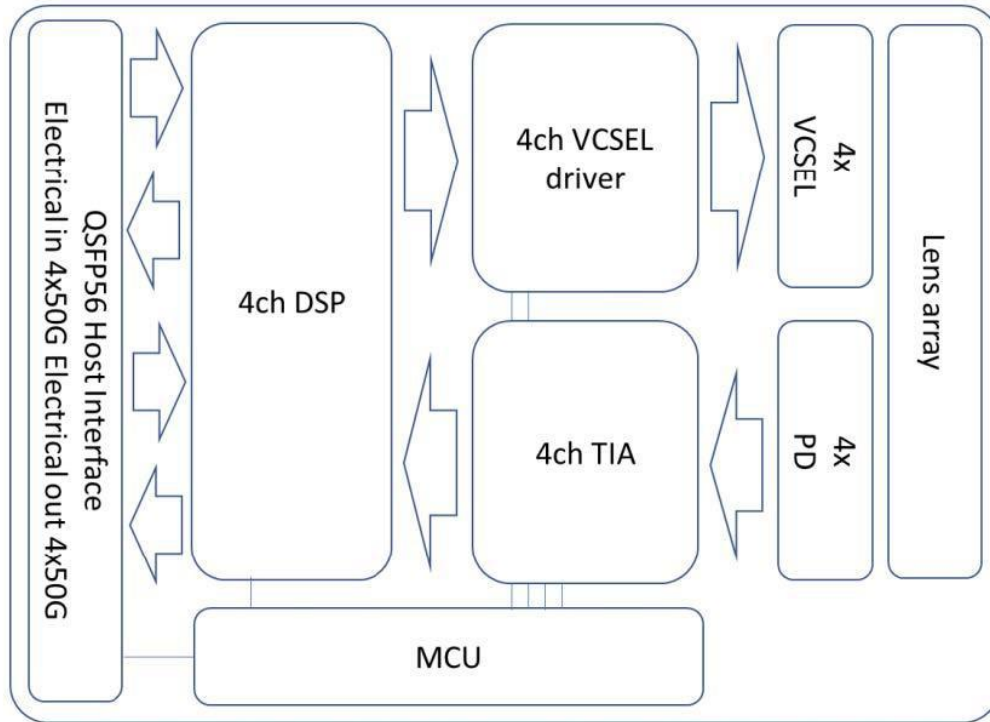 QSFP56 Host Interface
Electrical in 4x50G Electrical out 4x50G
4ch DSP
4ch VCSEL
driver
4x
VCSEL
Lens array
4ch TIA
4x
PD
MCU